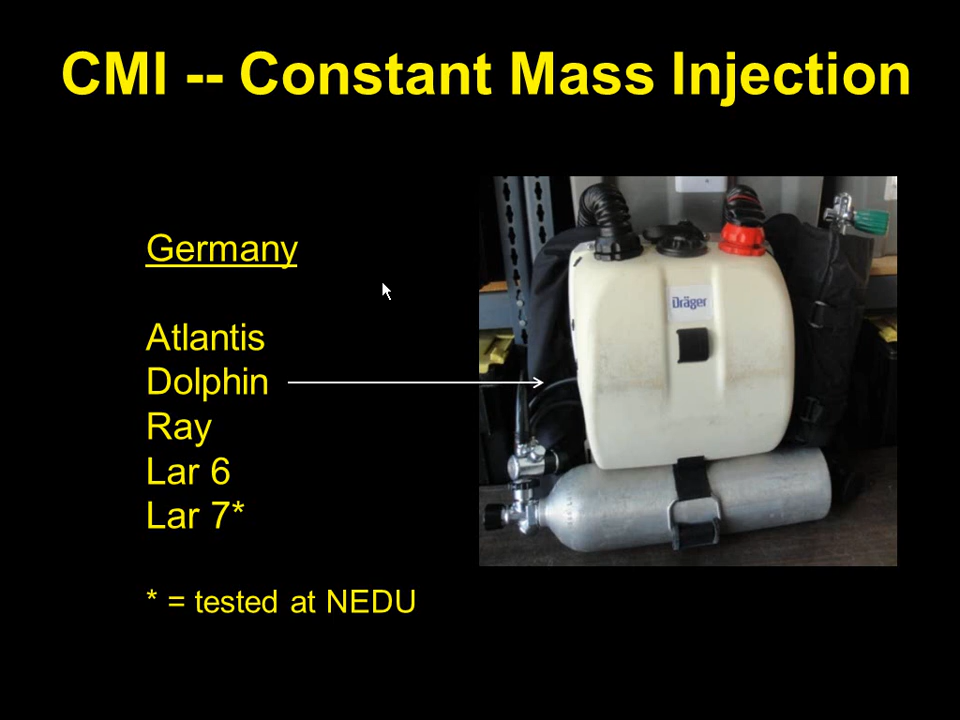 CMI -- Constant Mass Injection
Germany
Atlantis
Dolphin
Ray
Lar 6
Lar 7*
* = tested at NEDU
Dräger